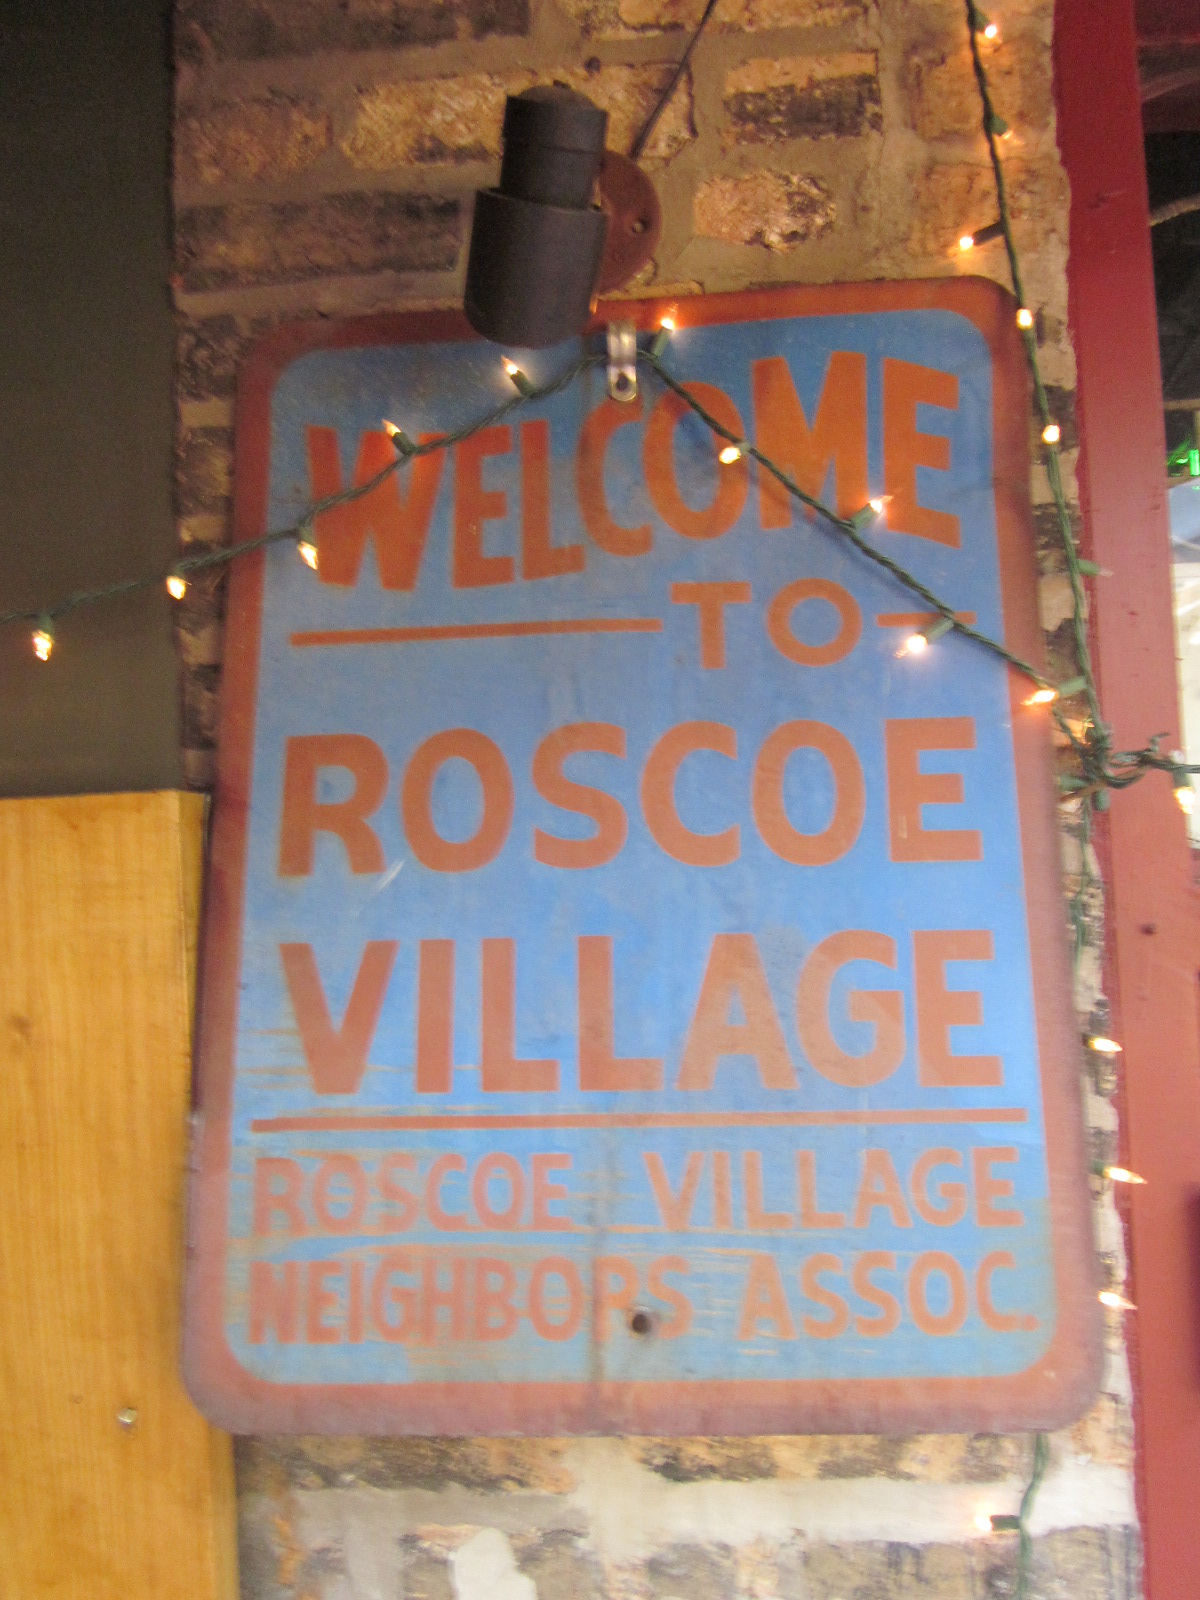 WELCOME
TO
ROSCOE
VILLAGE
ROSCOE VILLAGE
NEIGHBORS ASSOC.